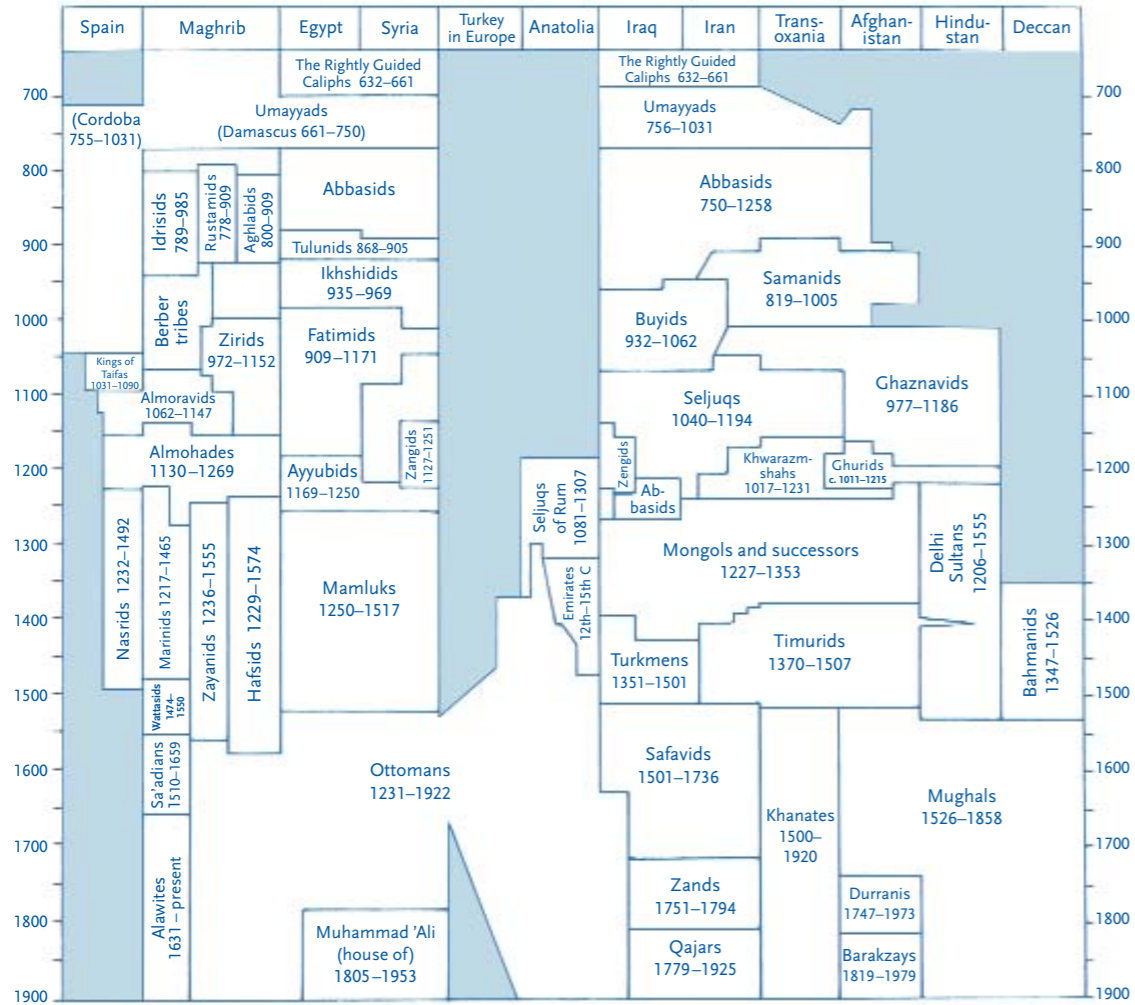 Spain
Maghrib
Egypt
Syria
Turkey
in Europe
Anatolia
Iraq
Iran
Trans-
oxania
Afghan-
istan
Hindu-
stan
Deccan
700
800
900
1000
1100
1200
1300
1400
1500
1600
1700
1800
1900
(Cordoba
755–1031)
Kings of
Taifas
1031–1090
Nasrids 1232–1492
The Rightly Guided
Caliphs 632–661
Umayyads
(Damascus 661–750)
Idrisids
789–985
Rustamids
778–909
Aghlabids
800–909
Abbasids
Tulunids 868–905
Ikhshidids
935–969
Berber
tribes
Zirids
972–1152
Fatimids
909–1171
Almoravids
1062–1147
Almohades
1130–1269
Ayyubids
1169–1250
Zangids
1127–1251
Marinids 1217–1465
Zayanids 1236–1555
Hafsids 1229–1574
Mamluks
1250–1517
Wattasids
1474–
1550
Sa'adians
1510–1659
Alawites
1631 – present
Ottomans
1231–1922
Muhammad 'Ali
(house of)
1805–1953
Seljuqs
of Rum
1081–1307
Emirates
12th–15th C
The Rightly Guided
Caliphs 632–661
Umayyads
756–1031
Abbasids
750–1258
Samanids
819–1005
Buyids
932–1062
Ghaznavids
977–1186
Seljuqs
1040–1194
Zengids
Khwarazm-
shahs
1017–1231
Ghurids
c. 1011–1215
Ab-
basids
Mongols and successors
1227–1353
Delhi
Sultans
1206–1555
Timurids
1370–1507
Turkmens
1351–1501
Bahmanids
1347–1526
Safavids
1501–1736
Khanates
1500–
1920
Mughals
1526–1858
Zands
1751–1794
Durranis
1747–1973
Qajars
1779–1925
Barakzays
1819–1979
700
800
900
1000
1100
1200
1300
1400
1500
1600
1700
1800
1900